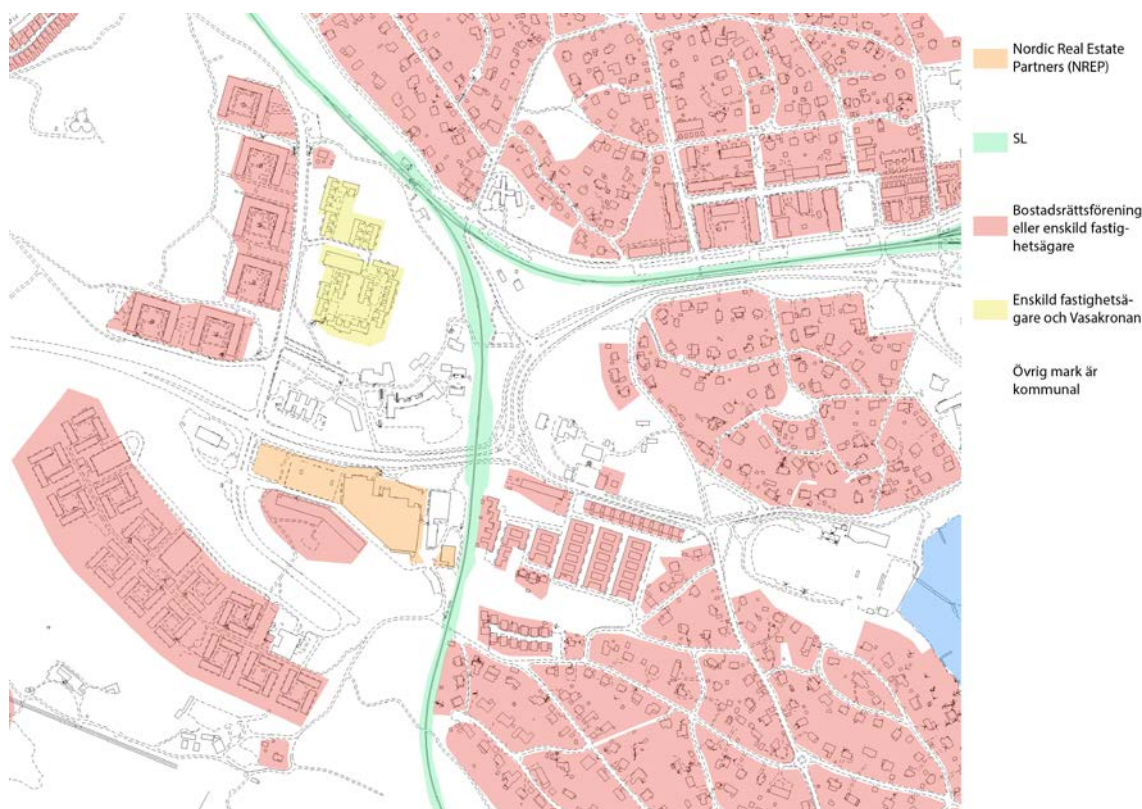 Nordic Real Estate
Partners (NREP)
SL
Bostadsrättsförening
eller enskild fastig-
hetsägare
Enskild fastighetsä-
gare och Vasakronan
Övrig mark är
kommunal